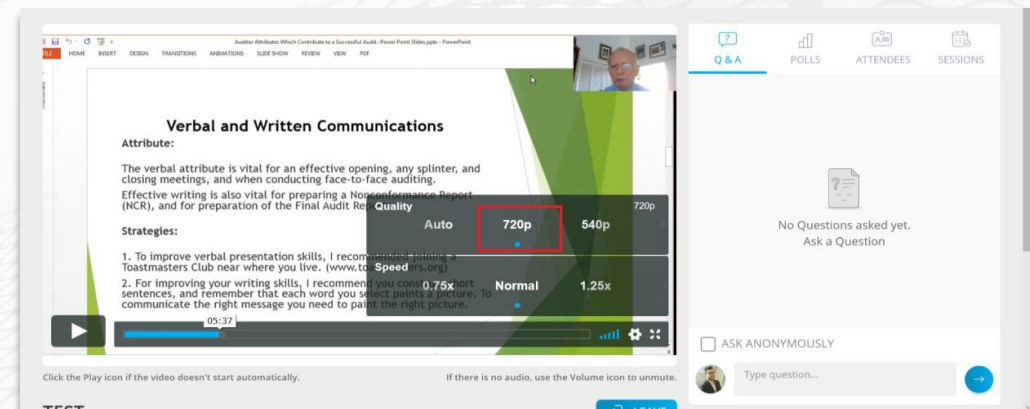 Auditor Attributes Which Contribute to a Successful Audit.-Power Point Slides.pptx - PowerPoint
HOME INSERT DESIGN TRANSITIONS ANIMATIONS SLIDE SHOW REVIEW VIEW PDF
Verbal and Written Communications
Attribute:
The verbal attribute is vital for an effective opening, any splinter, and
closing meetings, and when conducting face-to-face auditing.
Effective writing is also vital for preparing a Nonconformance Report
(NCR), and for preparation of the Final Audit
Strategies:
1. To improve verbal presentation skills, I recommended joining a
Toastmasters Club near where you live.
2. For improving your writing skills, I recommend you short
sentences, and remember that each word you select paints a picture. To
communicate the right message you need to paint the right picture.
Quality 720p
Auto 720p 540p
Speed
0.75x Normal 1.25x
05:37
Click the Play icon if the video doesn't start automatically.
If there is no audio, use the Volume icon to unmute.
TEST
LEAVE
Q & A POLLS ATTENDEES SESSIONS
No Questions asked yet.
Ask a Question
ASK ANONYMOUSLY
Type question...